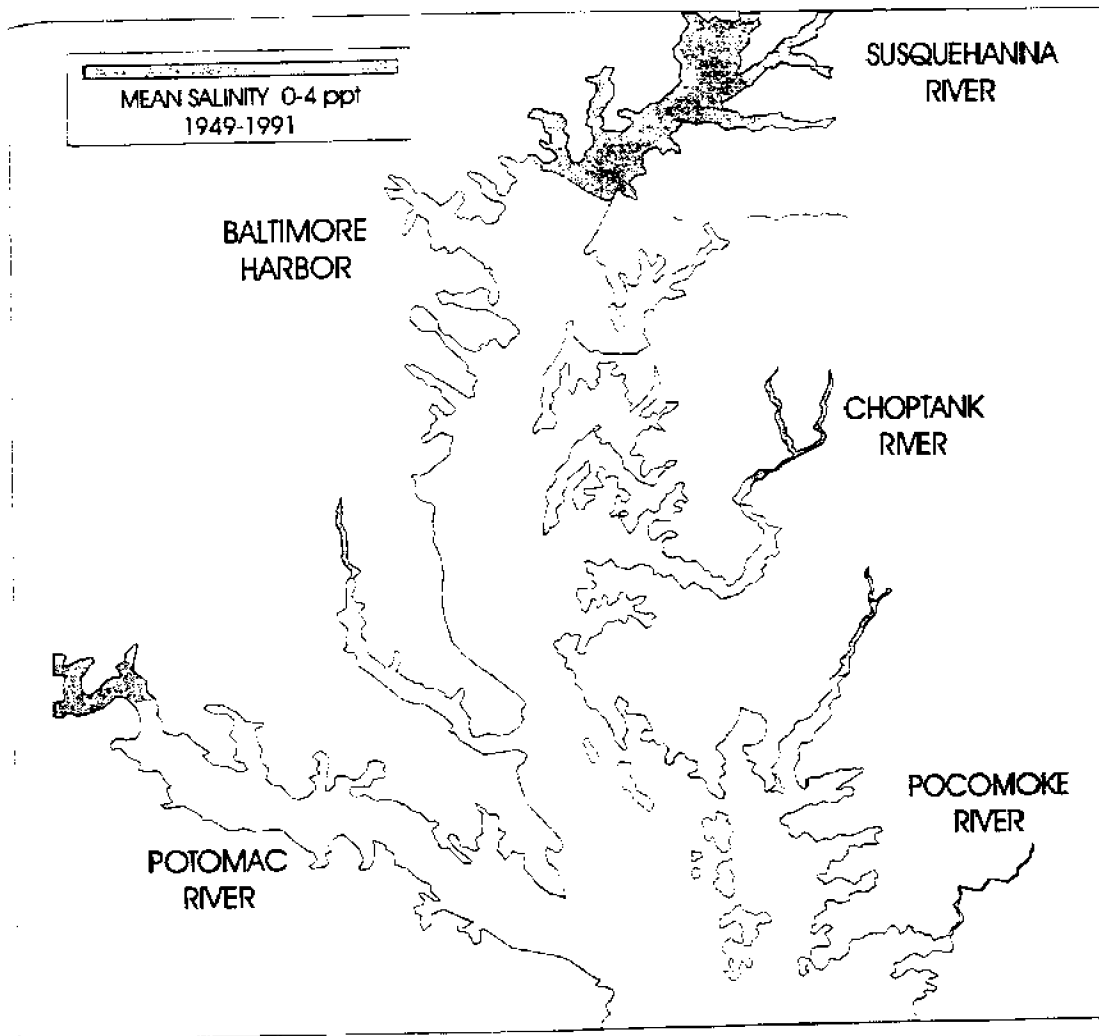 SUSQUEHANNA
RIVER
MEAN SALINITY 0-4 ppt
1949-1991
BALTIMORE
HARBOR
CHOPTANK
RIVER
POCOMOKE
RIVER
POTOMAC
RIVER